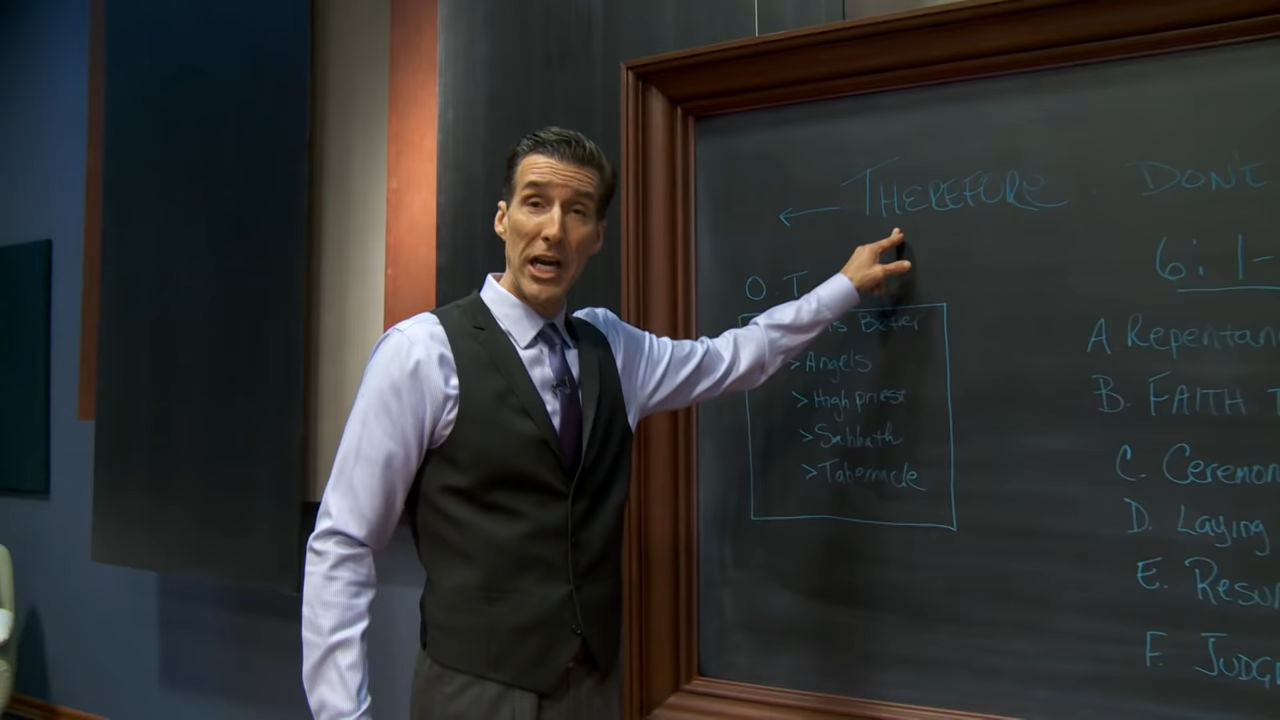 ← THEREFORE. DON'T
O.T
is Better
>Angels
>High priest
>Sabbath
>Tabernacle
6:1-
A Repentan
B. FAITH T
C. Ceremon
D. Laying
E. Resur
F. JUDG